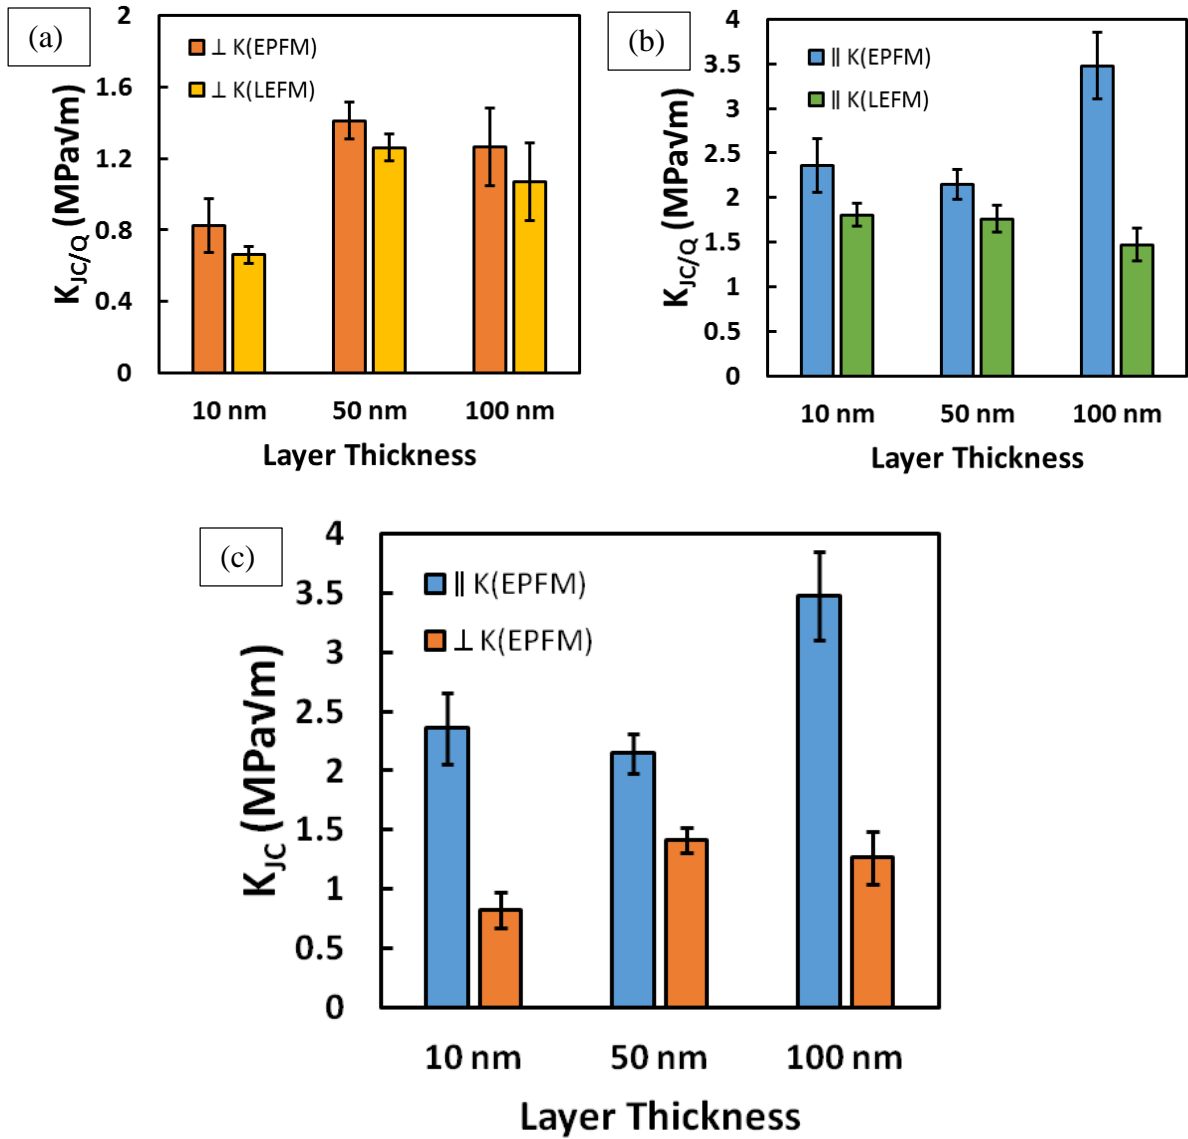 (a)
⊥ K(EPFM)
⊥ K(LEFM)
2
1.6
1.2
0.8
0.4
0
K_JC/Q (MPa√m)
10 nm 50 nm 100 nm
Layer Thickness
(b)
∥ K(EPFM)
∥ K(LEFM)
4
3.5
3
2.5
2
1.5
1
0.5
0
K_JC/Q (MPa√m)
10 nm 50 nm 100 nm
Layer Thickness
(c)
∥ K(EPFM)
⊥ K(EPFM)
4
3.5
3
2.5
2
1.5
1
0.5
0
K_JC (MPa√m)
10 nm 50 nm 100 nm
Layer Thickness